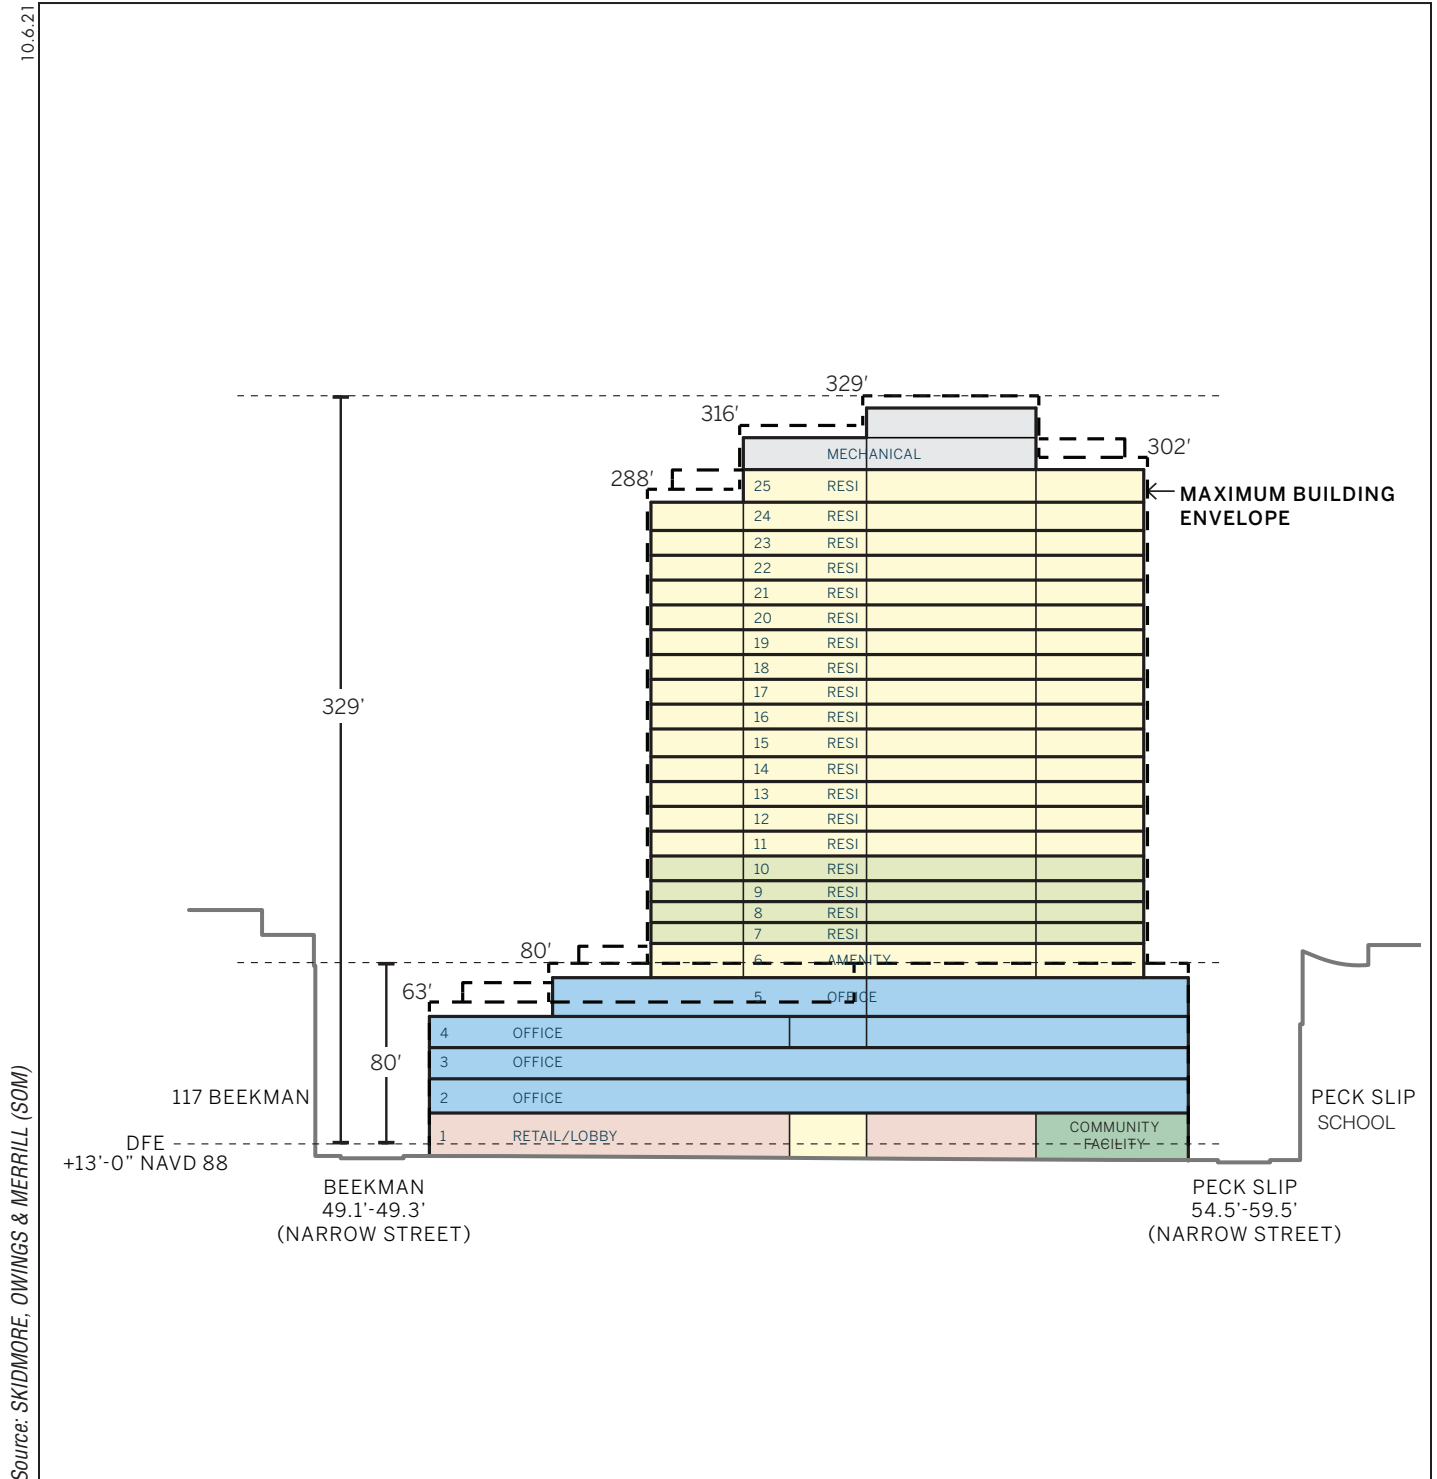 10.6.21
329'
316'
MECHANICAL
302'
288'
25 RESI
MAXIMUM BUILDING
ENVELOPE
24 RESI
23 RESI
22 RESI
21 RESI
20 RESI
19 RESI
18 RESI
17 RESI
329'
16 RESI
15 RESI
14 RESI
13 RESI
12 RESI
11 RESI
10 RESI
9 RESI
8 RESI
7 RESI
80'
6 AMENITY
63'
5 OFFICE
4 OFFICE
3 OFFICE
80'
2 OFFICE
117 BEEKMAN
PECK SLIP
SCHOOL
1 RETAIL/LOBBY
COMMUNITY
FACILITY
DFE
+13'-0" NAVD 88
BEEKMAN
49.1'-49.3'
(NARROW STREET)
PECK SLIP
54.5'-59.5'
(NARROW STREET)
Source: SKIDMORE, OWINGS & MERRILL (SOM)